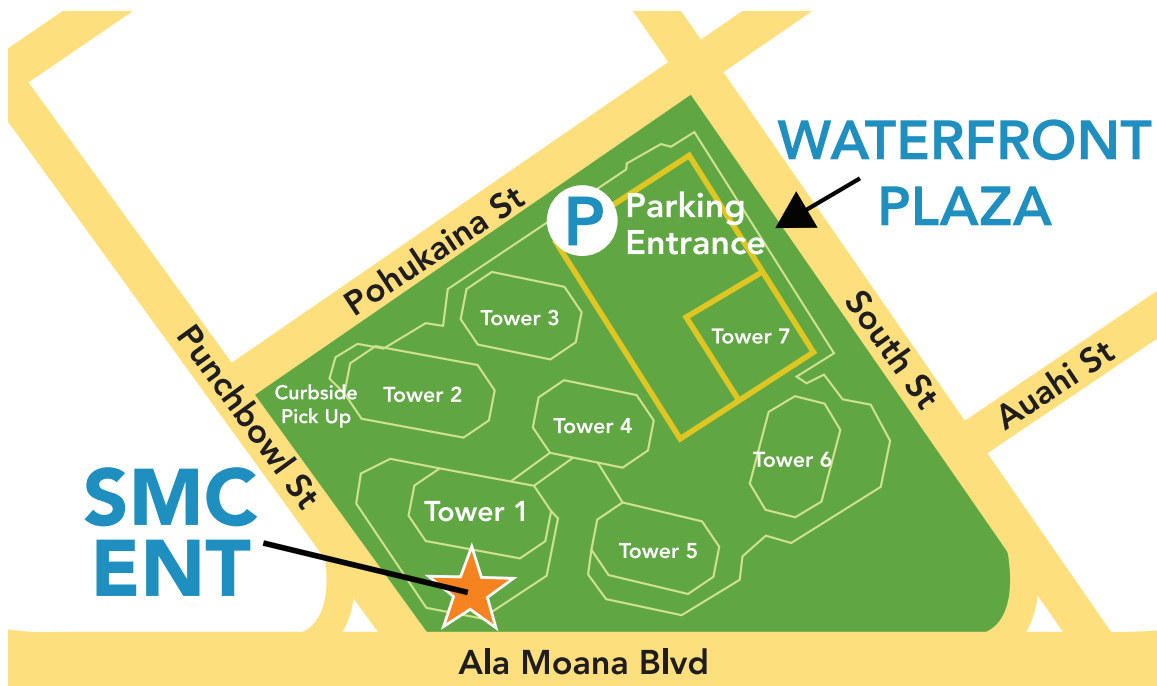 WATERFRONT
PLAZA
P
Parking
Entrance
Pohukaina St
Tower 3
Tower 7
South St
Auahi St
Punchbowl St
Curbside
Pick Up
Tower 2
Tower 4
Tower 6
SMC
ENT
Tower 1
Tower 5
Ala Moana Blvd